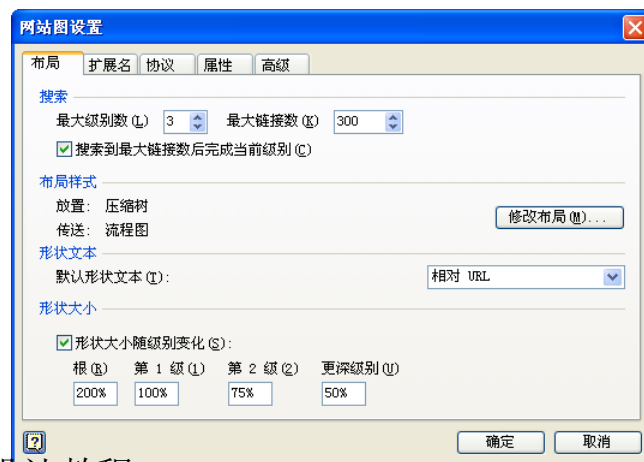 网站图设置
布局 扩展名 协议 属性 高级
搜索
最大级别数(L) 3 最大链接数(K) 300
搜索到最大链接数后完成当前级别(C)
布局样式
放置: 压缩树
修改布局(M)...
传送: 流程图
形状文本
默认形状文本(T): 相对 URL
形状大小
形状大小随级别变化(S):
根(R) 第 1 级(1) 第 2 级(2) 更深级别(U)
200% 100% 75% 50%
确定 取消